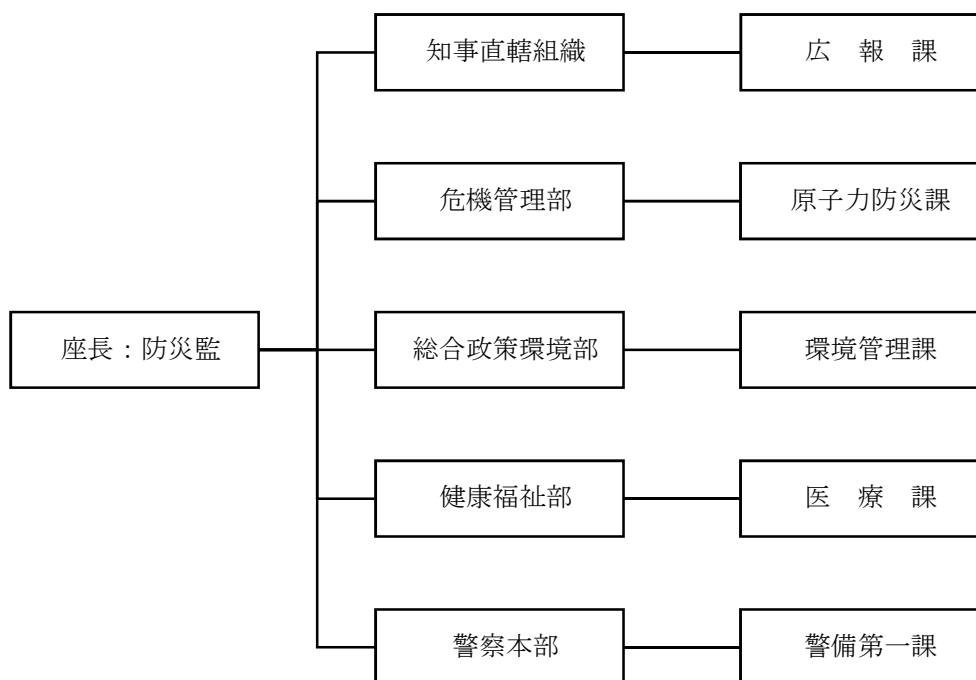 知事直轄組織 広　報　課
危機管理部 原子力防災課
座長：防災監 総合政策環境部 環境管理課
健康福祉部 医　療　課
警察本部 警備第一課